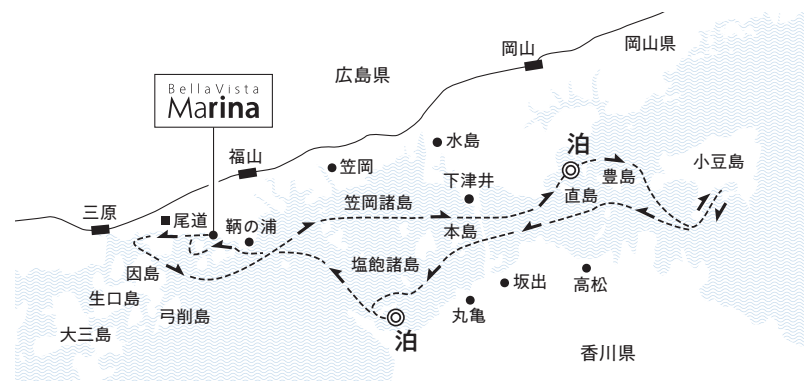 岡山
岡山県
広島県
BellaVista
Marina
水島
泊
福山
笠岡
小豆島
下津井
豊島
直島
笠岡諸島
三原
尾道
鞆の浦
本島
因島
塩飽諸島
坂出
高松
生口島
弓削島
丸亀
大三島
泊
香川県